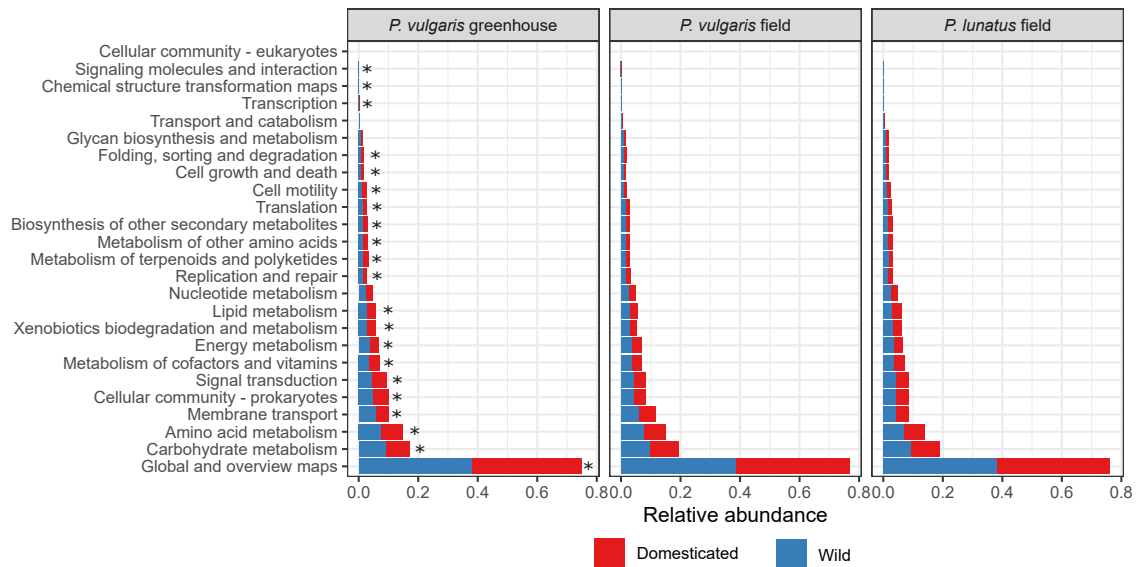 P. vulgaris greenhouse
P. vulgaris field
P. lunatus field
Cellular community - eukaryotes
Signaling molecules and interaction *
Chemical structure transformation maps *
Transcription *
Transport and catabolism
Glycan biosynthesis and metabolism
Folding, sorting and degradation *
Cell growth and death *
Cell motility *
Translation *
Biosynthesis of other secondary metabolites *
Metabolism of other amino acids *
Metabolism of terpenoids and polyketides *
Replication and repair *
Nucleotide metabolism
Lipid metabolism *
Xenobiotics biodegradation and metabolism *
Energy metabolism *
Metabolism of cofactors and vitamins *
Signal transduction *
Cellular community - prokaryotes *
Membrane transport *
Amino acid metabolism *
Carbohydrate metabolism *
Global and overview maps *
0.0 0.2 0.4 0.6 0.8 0.0 0.2 0.4 0.6 0.8 0.0 0.2 0.4 0.6 0.8
Relative abundance
Domesticated
Wild